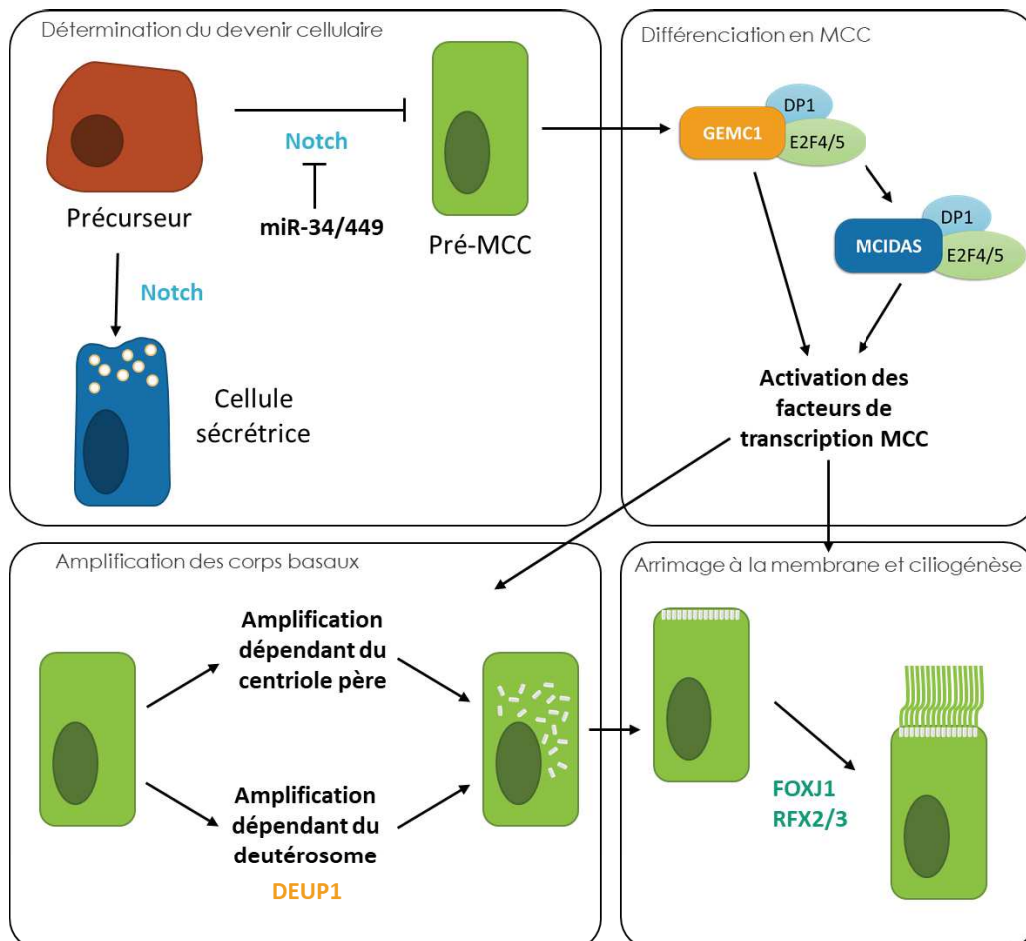 Détermination du devenir cellulaire
Précurseur
Notch
miR-34/449
Pré-MCC
Notch
Cellule
sécrétrice
Différenciation en MCC
GEMC1
DP1
E2F4/5
MCIDAS
DP1
E2F4/5
Activation des
facteurs de
transcription MCC
Amplification des corps basaux
Amplification
dépendant du
centriole père
Amplification
dépendant du
deutérosome
DEUP1
Arrimage à la membrane et ciliogénèse
FOXJ1
RFX2/3